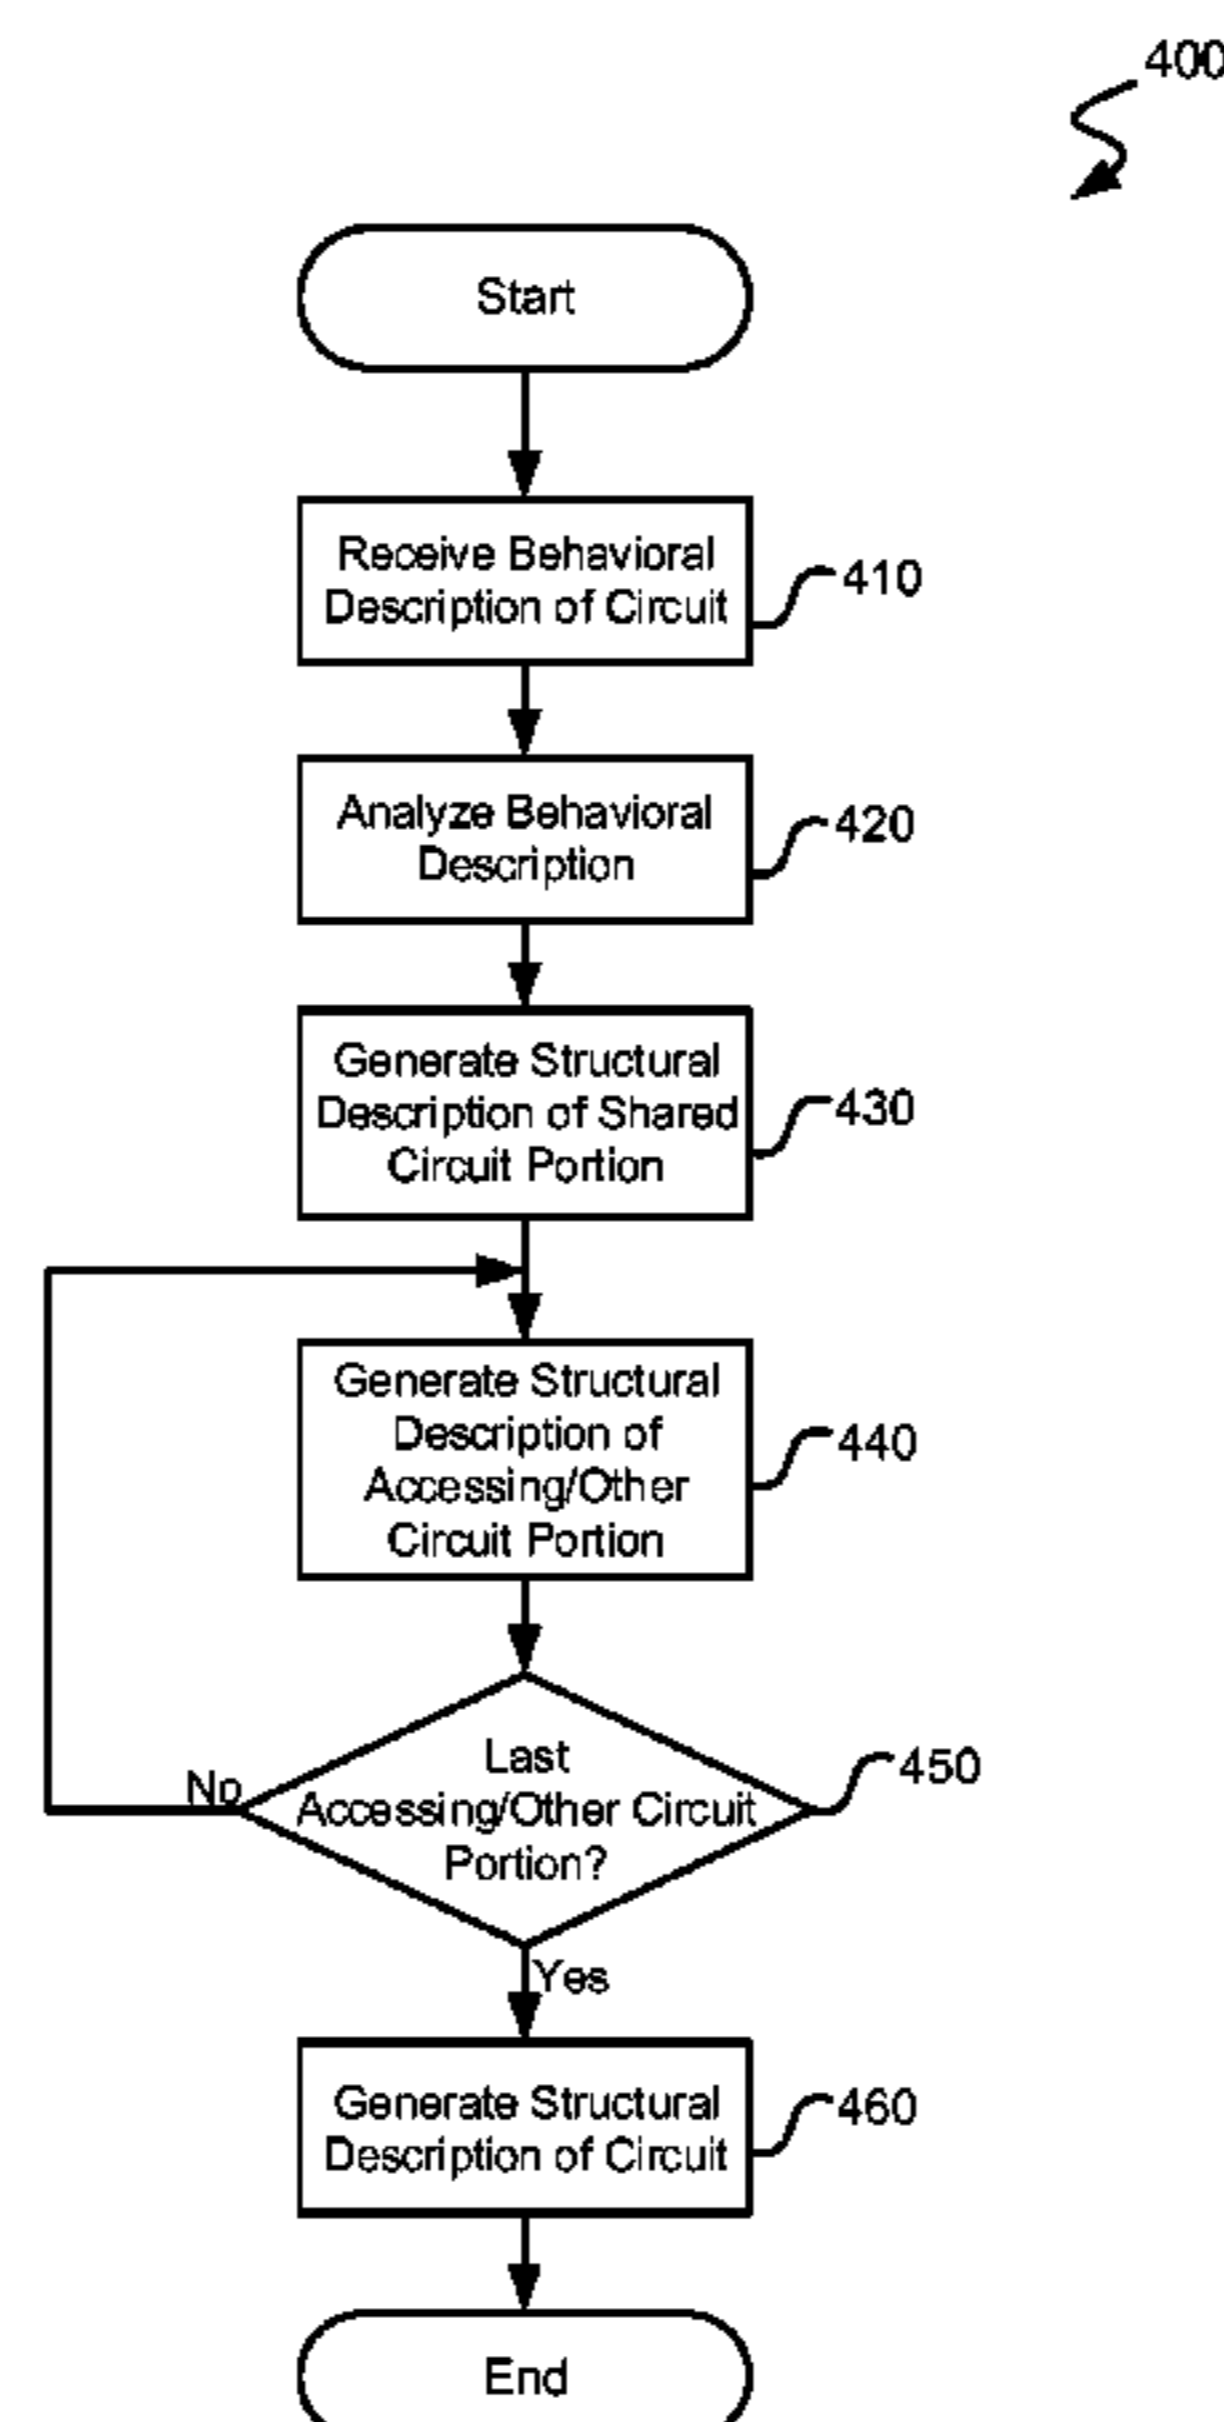 400
Start
Receive Behavioral
Description of Circuit
410
Analyze Behavioral
Description
420
Generate Structural
Description of Shared
Circuit Portion
430
Generate Structural
Description of
Accessing/Other
Circuit Portion
440
Last
Accessing/Other Circuit
Portion?
450
No
Yes
Generate Structural
Description of Circuit
460
End